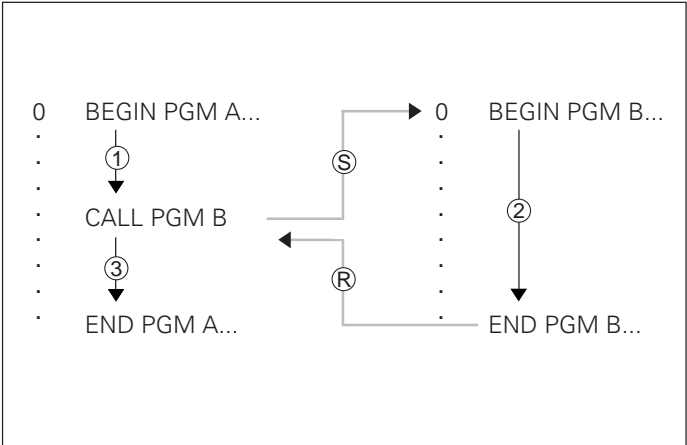 0 BEGIN PGM A...
1
CALL PGM B
3
END PGM A...
S
R
0 BEGIN PGM B...
2
END PGM B...